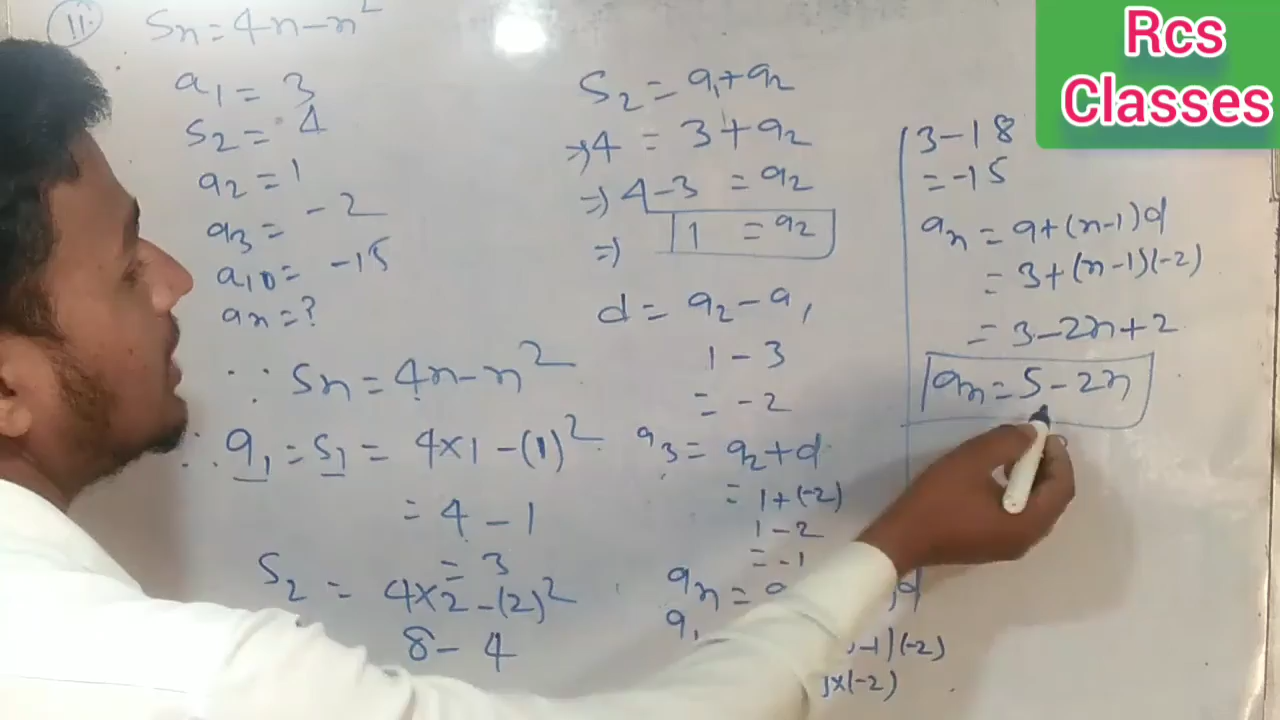 11.
Sn = 4n - n²
a₁ = 3
S₂ = 4
a₂ = 1
a₃ = -2
a₁₀ = -15
an = ?
∵ Sn = 4n - n²
∴ a₁ = S₁ = 4×1 - (1)²
= 4 - 1
= 3
S₂ = 4×2 - (2)²
8 - 4
S₂ = a₁ + a₂
⇒ 4 = 3 + a₂
⇒ 4 - 3 = a₂
⇒ 1 = a₂
d = a₂ - a₁
1 - 3
= -2
a₃ = a₂ + d
= 1 + (-2)
1 - 2
= -1
an = d
-1)(-2)
×(-2)
Rcs
Classes
3 - 18
= -15
an = a + (n-1)d
= 3 + (n-1)(-2)
= 3 - 2n + 2
an = 5 - 2n